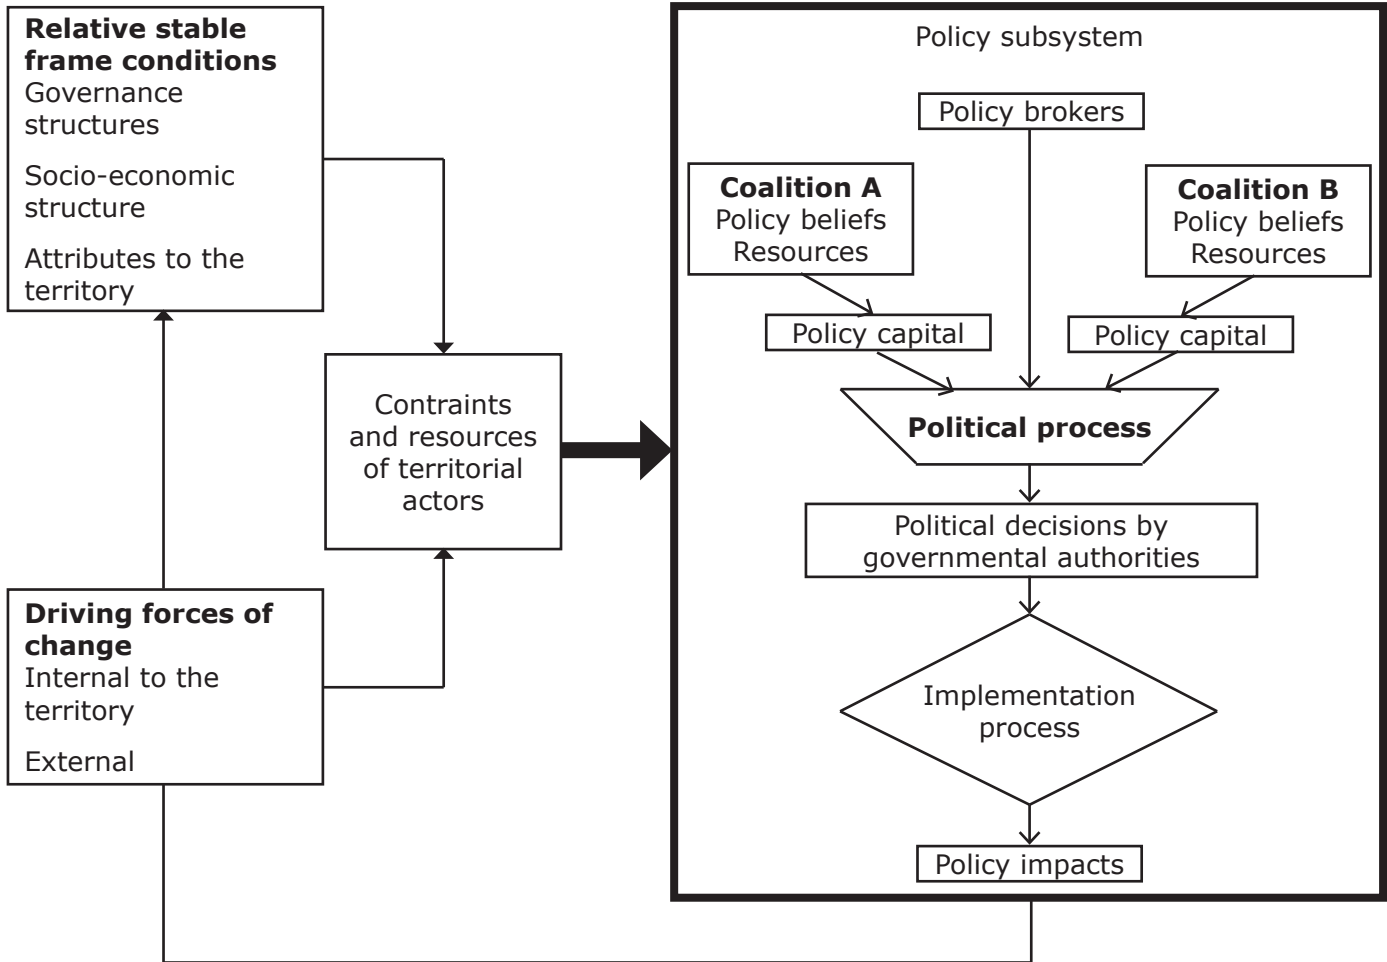 Relative stable
frame conditions
Governance
structures
Socio-economic
structure
Attributes to the
territory
Driving forces of
change
Internal to the
territory
External
Contraints
and resources
of territorial
actors
Policy subsystem
Policy brokers
Coalition A
Policy beliefs
Resources
Coalition B
Policy beliefs
Resources
Policy capital
Policy capital
Political process
Political decisions by
governmental authorities
Implementation
process
Policy impacts